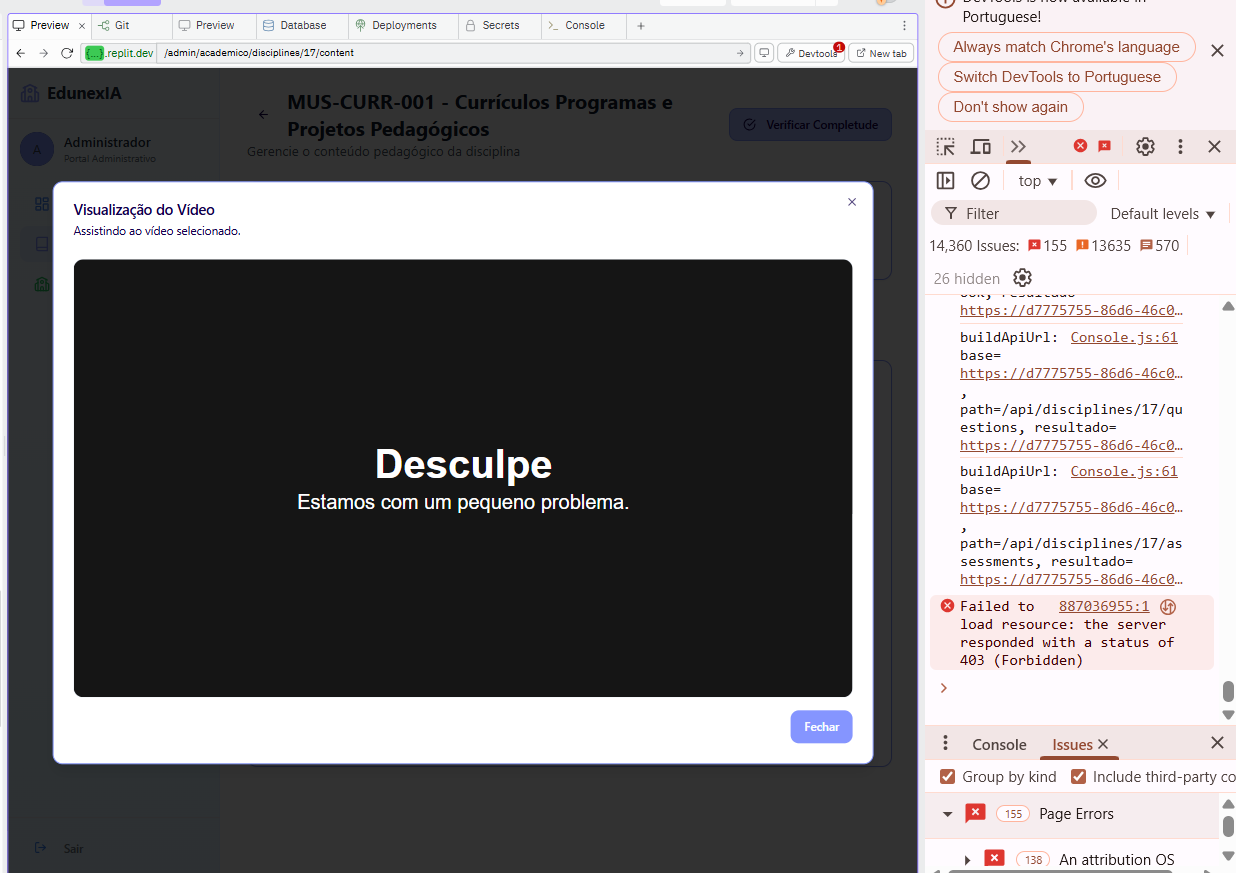 Preview
Git
Preview
Database
Deployments
Secrets
Console
{...}.replit.dev
/admin/academico/disciplines/17/content
Devtools
1
New tab
EdunexIA
A
Administrador
Portal Administrativo
MUS-CURR-001 - Currículos Programas e
Projetos Pedagógicos
Gerencie o conteúdo pedagógico da disciplina
Verificar Completude
Visualização do Vídeo
Assistindo ao vídeo selecionado.
Desculpe
Estamos com um pequeno problema.
Fechar
Sair
Portuguese!
Always match Chrome's language
Switch DevTools to Portuguese
Don't show again
top
Filter
Default levels
14,360 Issues: 155 13635 570
26 hidden
https://d7775755-86d6-46c0…
buildApiUrl: Console.js:61
base=
https://d7775755-86d6-46c0…
,
path=/api/disciplines/17/qu
estions, resultado=
https://d7775755-86d6-46c0…
buildApiUrl: Console.js:61
base=
https://d7775755-86d6-46c0…
,
path=/api/disciplines/17/as
sessments, resultado=
https://d7775755-86d6-46c0…
Failed to 887036955:1
load resource: the server
responded with a status of
403 (Forbidden)
Console
Issues
Group by kind
Include third-party co
155 Page Errors
138 An attribution OS